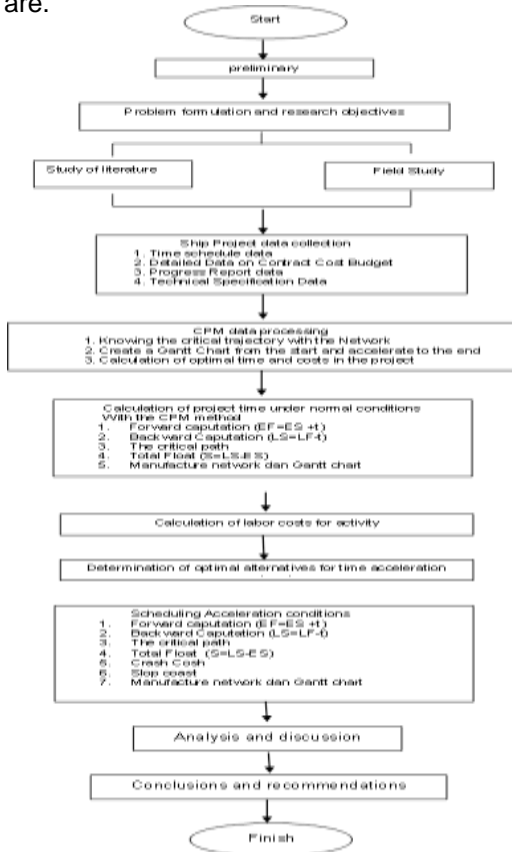 are.
Start
preliminary
Problem formulation and research objectives
Study of literature
Field Study
Ship Project data collection
1. Time schedule data
2. Detailed Data on Contract Cost Budget
3. Progress Report data
4. Technical Specification Data
CPM data processing
1. Knowing the critical trajectory with the Network
2. Create a Gantt Chart from the start and accelerate to the end
3. Calculation of optimal time and costs in the project
Calculation of project time under normal conditions
With the CPM method
1. Forward caputation (EF=ES +t)
2. Backward Caputation (LS=LF-t)
3. The critical path
4. Total Float (S=LS-ES)
5. Manufacture network dan Gantt chart
Calculation of labor costs for activity
Determination of optimal alternatives for time acceleration
Scheduling Acceleration conditions
1. Forward caputation (EF=ES +t)
2. Backward Caputation (LS=LF-t)
3. The critical path
4. Total Float (S=LS-ES)
5. Crash Cosh
6. Slop coast
7. Manufacture network dan Gantt chart
Analysis and discussion
Conclusions and recommendations
Finish